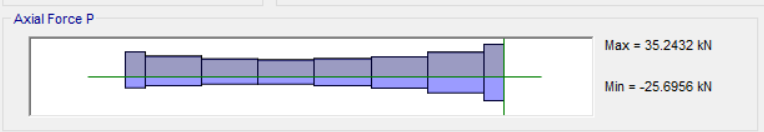 Axial Force P
Max = 35.2432 kN
Min = -25.6956 kN